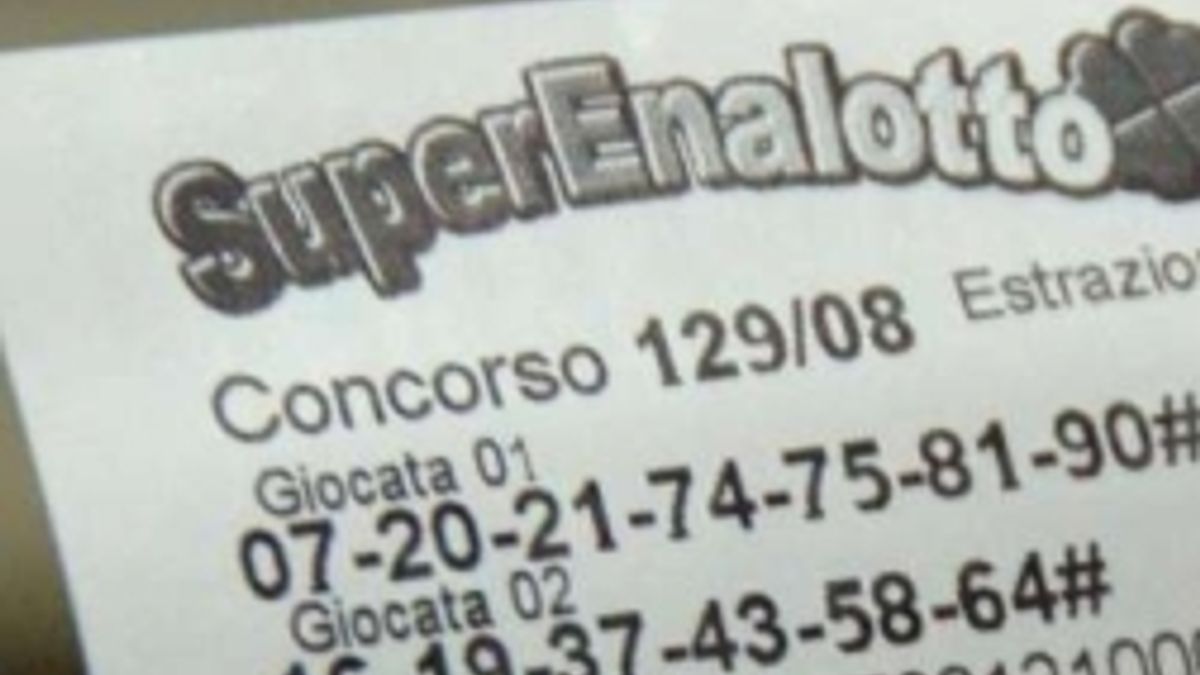 SuperEnalotto
Concorso 129/08
Giocata 01
07-20-21-74-75-81-90#
Giocata 02
19-37-43-58-64#